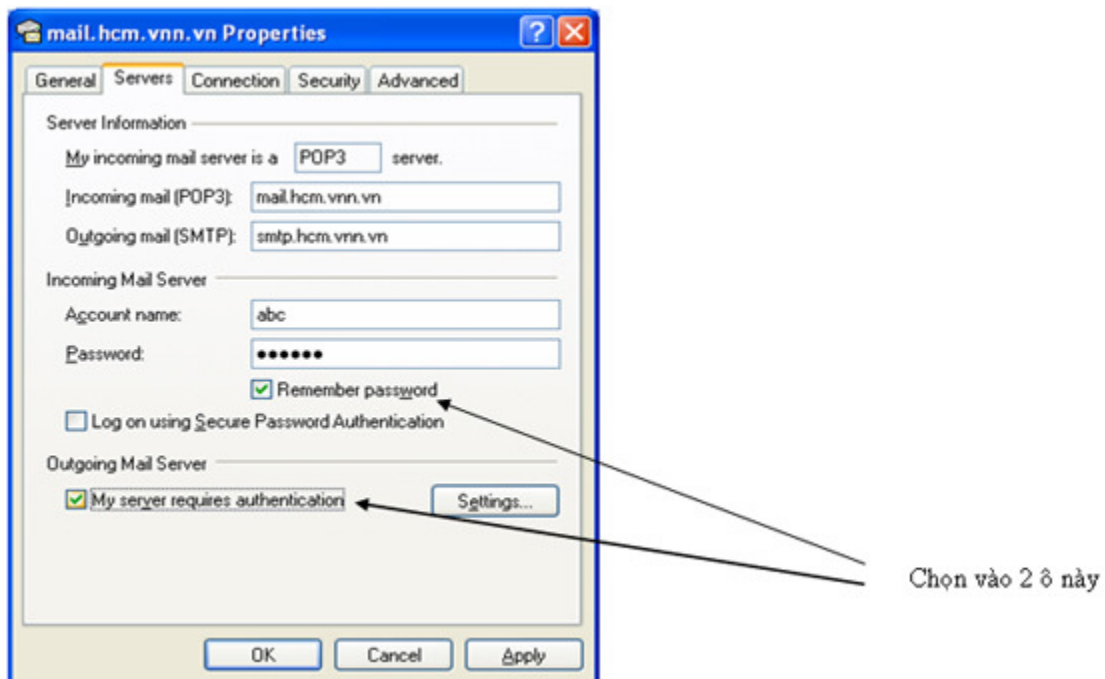 mail.hcm.vnn.vn Properties
General Servers Connection Security Advanced
Server Information
My incoming mail server is a POP3 server.
Incoming mail (POP3): mail.hcm.vnn.vn
Outgoing mail (SMTP): smtp.hcm.vnn.vn
Incoming Mail Server
Account name: abc
Password: ••••••
Remember password
Log on using Secure Password Authentication
Outgoing Mail Server
My server requires authentication Settings...
Chọn vào 2 ô này
OK Cancel Apply